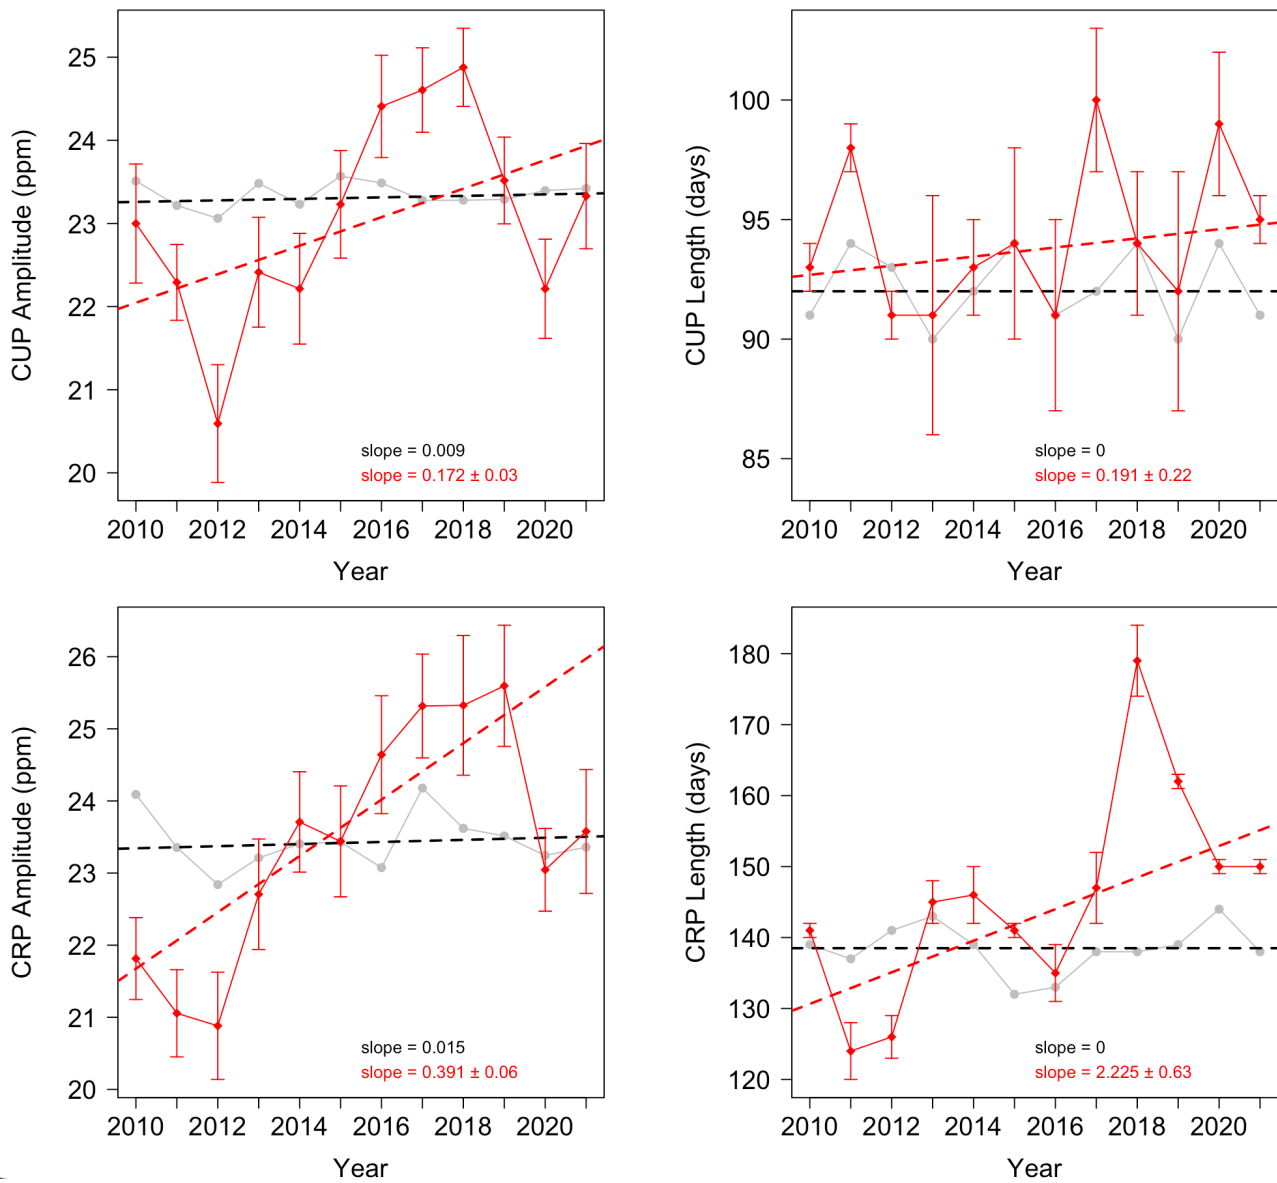 CUP Amplitude (ppm)
25
24
23
22
21
20
slope = 0.009
slope = 0.172 ± 0.03
2010 2012 2014 2016 2018 2020
Year
CUP Length (days)
100
95
90
85
slope = 0
slope = 0.191 ± 0.22
2010 2012 2014 2016 2018 2020
Year
CRP Amplitude (ppm)
26
25
24
23
22
21
20
slope = 0.015
slope = 0.391 ± 0.06
2010 2012 2014 2016 2018 2020
Year
CRP Length (days)
180
170
160
150
140
130
120
slope = 0
slope = 2.225 ± 0.63
2010 2012 2014 2016 2018 2020
Year